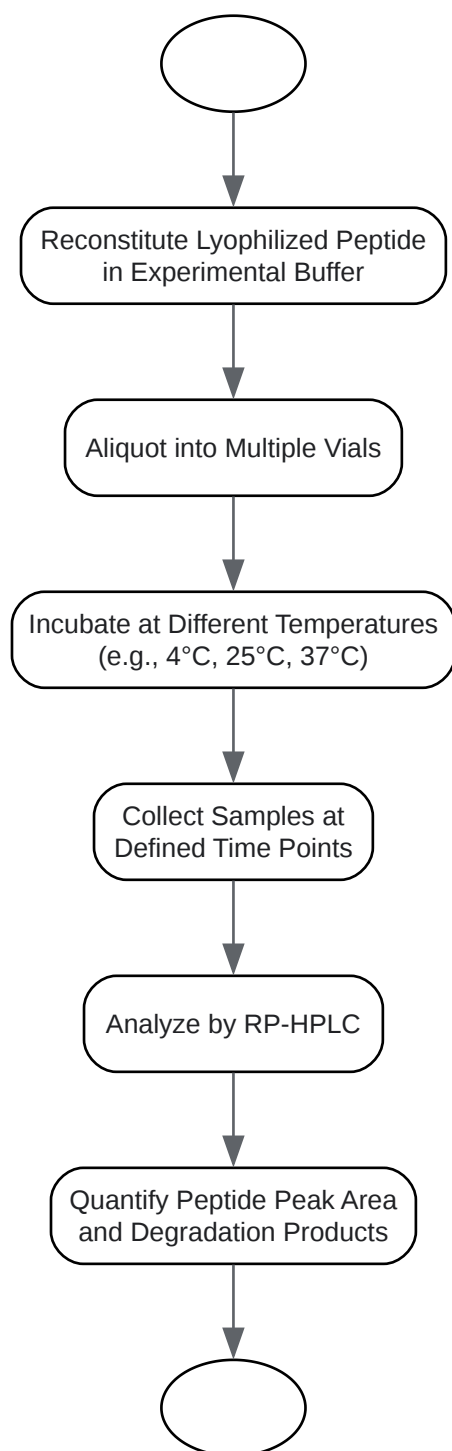 Reconstitute Lyophilized Peptide
in Experimental Buffer
Aliquot into Multiple Vials
Incubate at Different Temperatures
(e.g., 4°C, 25°C, 37°C)
Collect Samples at
Defined Time Points
Analyze by RP-HPLC
Quantify Peptide Peak Area
and Degradation Products